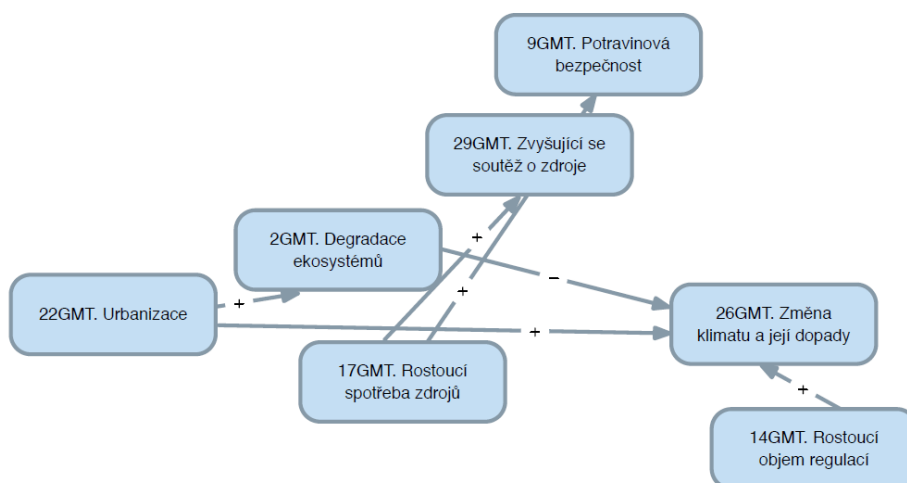 9GMT. Potravinová
bezpečnost
29GMT. Zvyšující se
soutěž o zdroje
+
2GMT. Degradace
ekosystémů
–
+
+
22GMT. Urbanizace
26GMT. Změna
klimatu a její dopady
+
17GMT. Rostoucí
spotřeba zdrojů
+
14GMT. Rostoucí
objem regulací